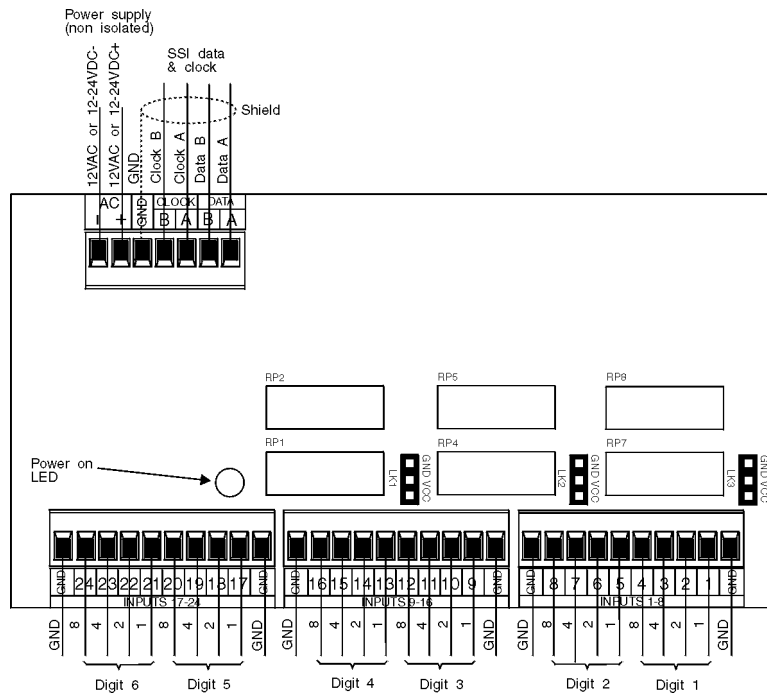 Power supply
(non isolated)
SSI data
& clock
Shield
12VAC or 12-24VDC-
12VAC or 12-24VDC+
GND
Clock B
Clock A
Data B
Data A
AC
GND
CLOCK
DATA
- + B A B A
RP2
RP5
RP9
RP1
RP4
RP7
LK1
GND VCC
LK2
GND VCC
LK3
GND VCC
Power on
LED
GND 24 23 22 21 20 19 18 17 GND
INPUTS 17-24
GND 16 15 14 13 12 11 10 9 GND
INPUTS 9-16
GND 8 7 6 5 4 3 2 1 GND
INPUTS 1-8
GND 8 4 2 1 8 4 2 1 GND
GND 8 4 2 1 8 4 2 1 GND
GND 8 4 2 1 8 4 2 1 GND
Digit 6
Digit 5
Digit 4
Digit 3
Digit 2
Digit 1